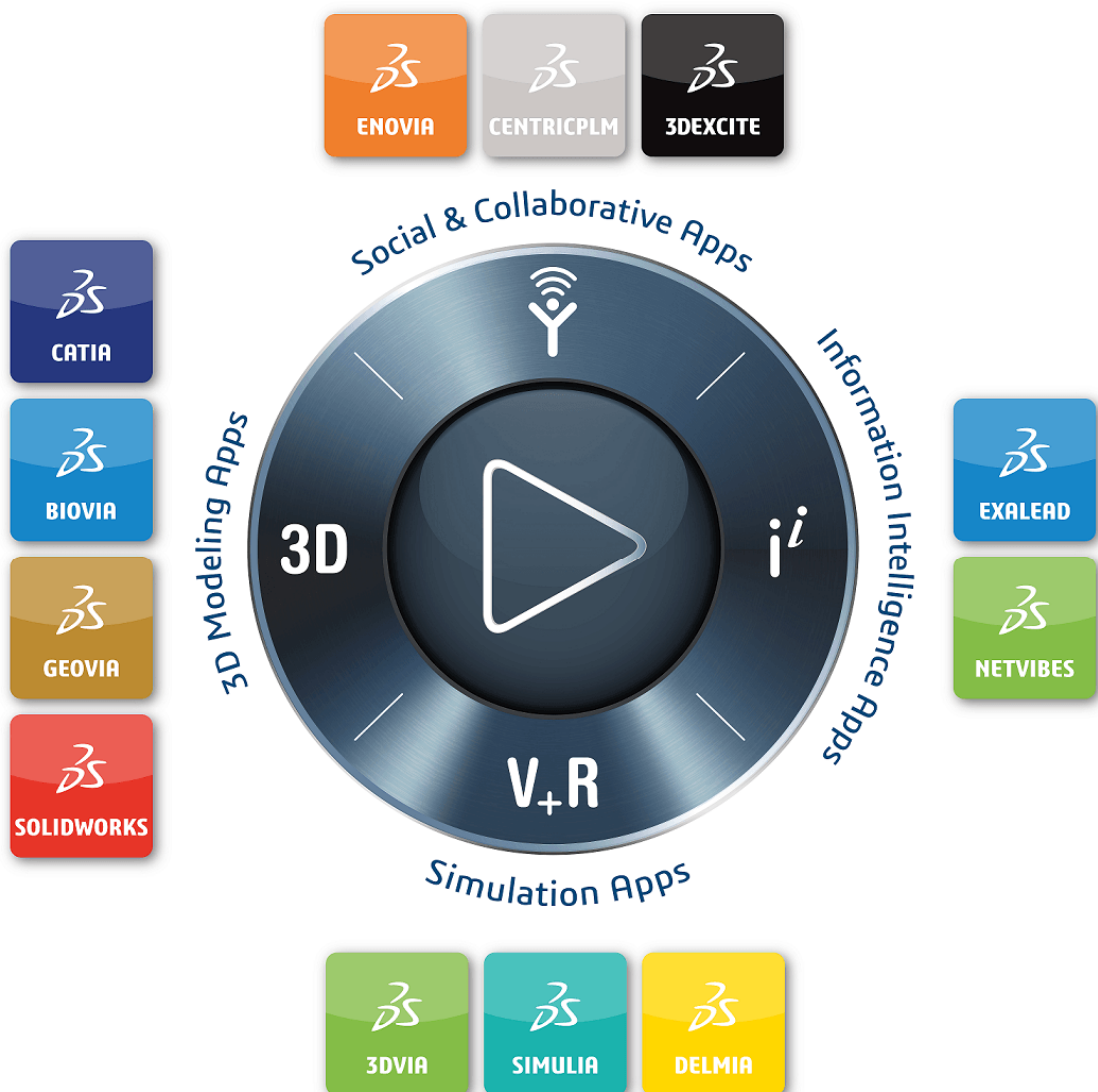 ENOVIA
CENTRICPLM
3DEXCITE
Social & Collaborative Apps
CATIA
BIOVIA
GEOVIA
SOLIDWORKS
3D Modeling Apps
3D
Information Intelligence Apps
i i
EXALEAD
NETVIBES
V+R
Simulation Apps
3DVIA
SIMULIA
DELMIA